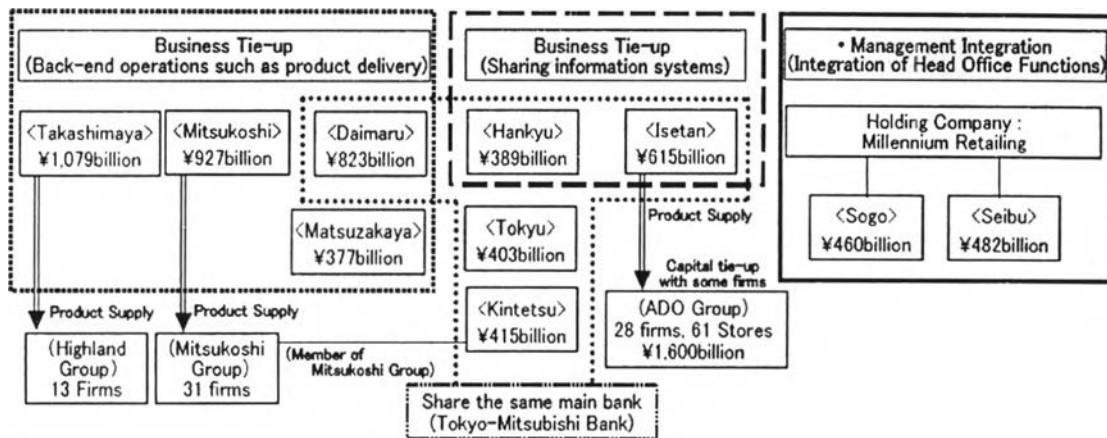 Business Tie-up
(Back-end operations such as product delivery)
Business Tie-up
(Sharing information systems)
・Management Integration
(Integration of Head Office Functions)
<Takashimaya>
¥1,079billion
<Mitsukoshi>
¥927billion
<Daimaru>
¥823billion
<Hankyu>
¥389billion
<Isetan>
¥615billion
Holding Company :
Millennium Retailing
<Matsuzakaya>
¥377billion
<Tokyu>
¥403billion
Product Supply
<Sogo>
¥460billion
<Seibu>
¥482billion
Capital tie-up
with some firms
Product Supply
Product Supply
<Kintetsu>
¥415billion
(ADO Group)
28 firms, 61 Stores
¥1,600billion
(Highland
Group)
13 Firms
(Mitsukoshi
Group)
31 firms
(Member of
Mitsukoshi Group)
Share the same main bank
(Tokyo-Mitsubishi Bank)